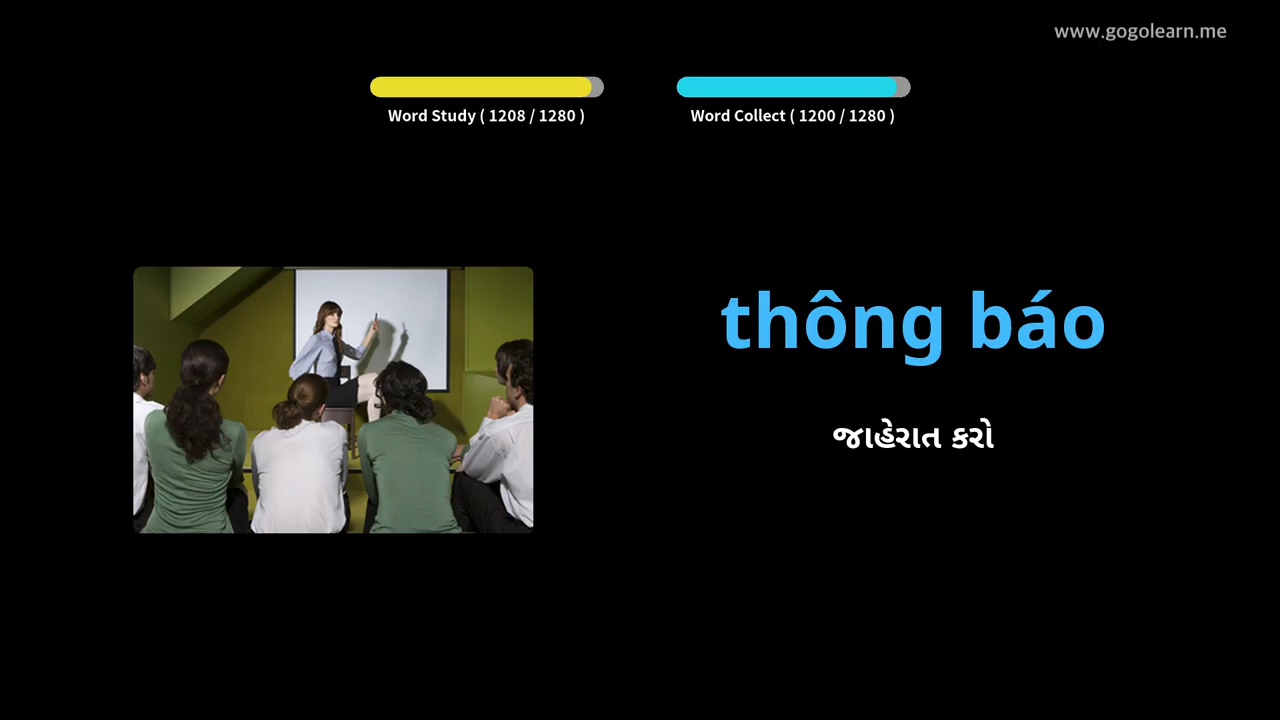 www.gogolearn.me
Word Study ( 1208 / 1280 )
Word Collect ( 1200 / 1280 )
thông báo
જાહેરાત કરો